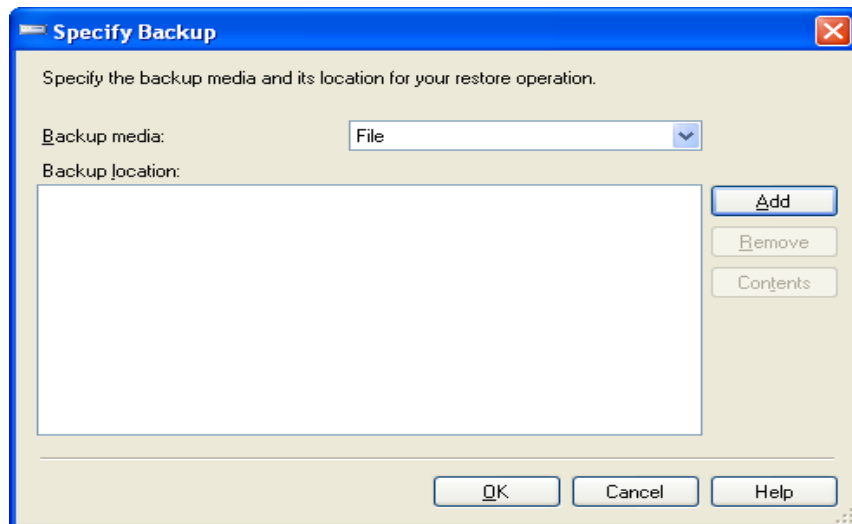 Specify Backup
Specify the backup media and its location for your restore operation.
Backup media:
File
Backup location:
Add
Remove
Contents
OK
Cancel
Help